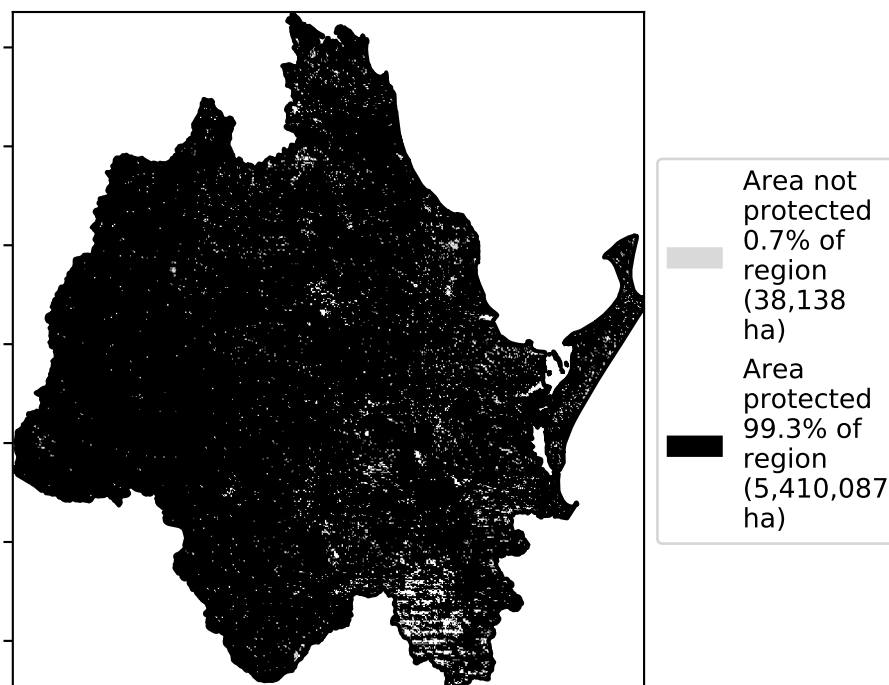 Area not
protected
0.7% of
region
(38,138
ha)
Area
protected
99.3% of
region
(5,410,087
ha)